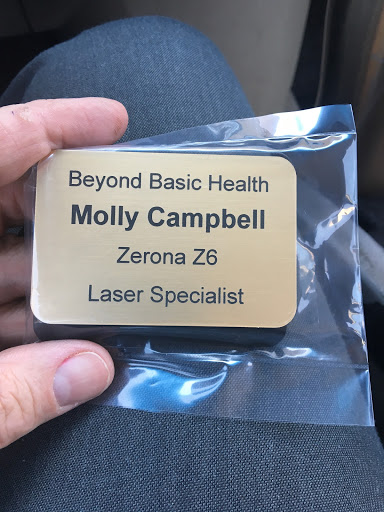 Beyond Basic Health
Molly Campbell
Zerona Z6
Laser Specialist